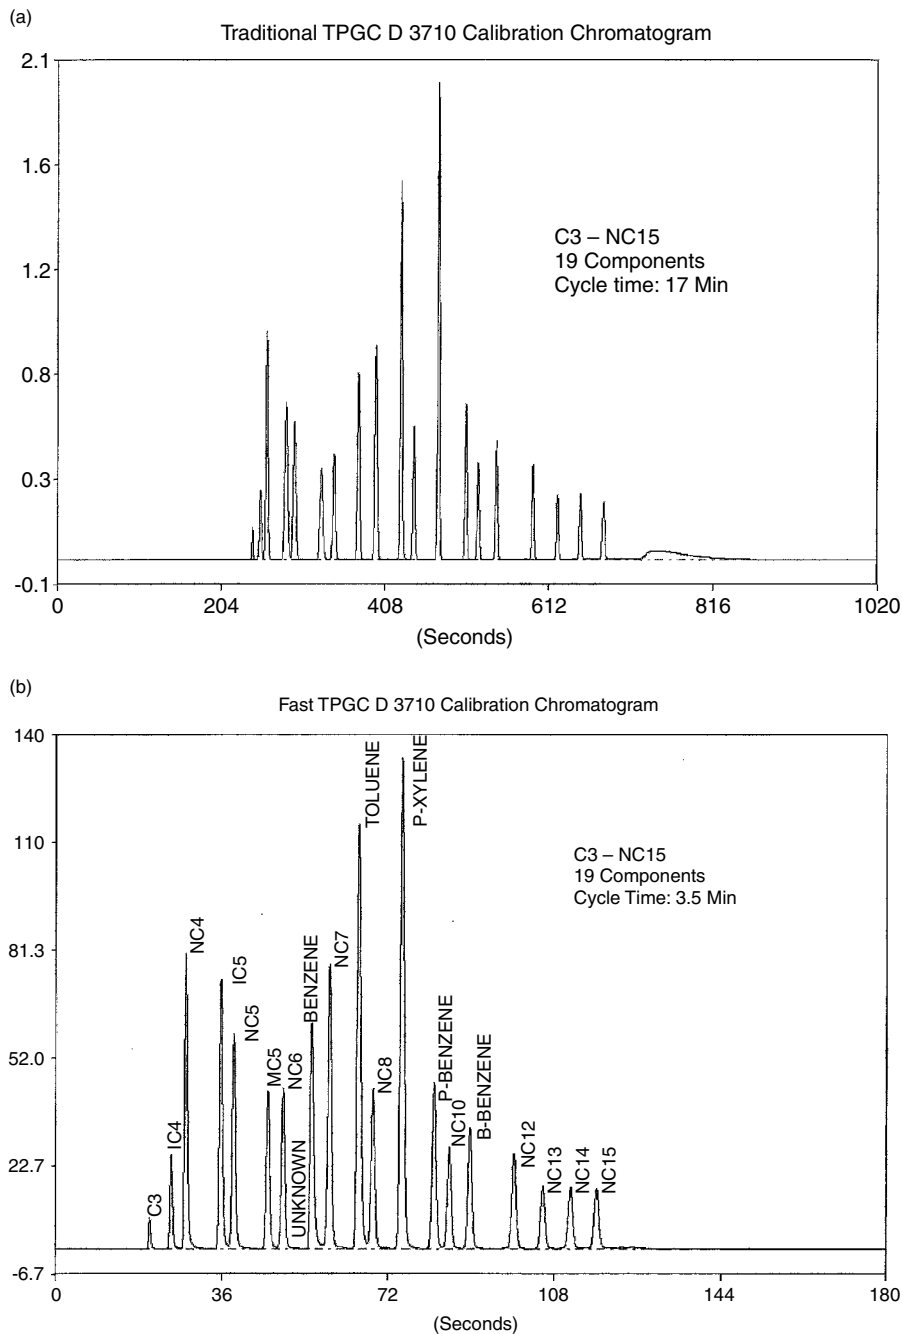 (a)
Traditional TPGC D 3710 Calibration Chromatogram
2.1
1.6
1.2
0.8
0.3
-0.1
C3 – NC15
19 Components
Cycle time: 17 Min
0 204 408 612 816 1020
(Seconds)
(b)
Fast TPGC D 3710 Calibration Chromatogram
140
110
81.3
52.0
22.7
-6.7
C3
IC4
NC4
IC5
NC5
MC5
NC6
UNKNOWN
BENZENE
NC7
TOLUENE
NC8
P-XYLENE
P-BENZENE
NC10
B-BENZENE
NC12
NC13
NC14
NC15
C3 – NC15
19 Components
Cycle Time: 3.5 Min
0 36 72 108 144 180
(Seconds)